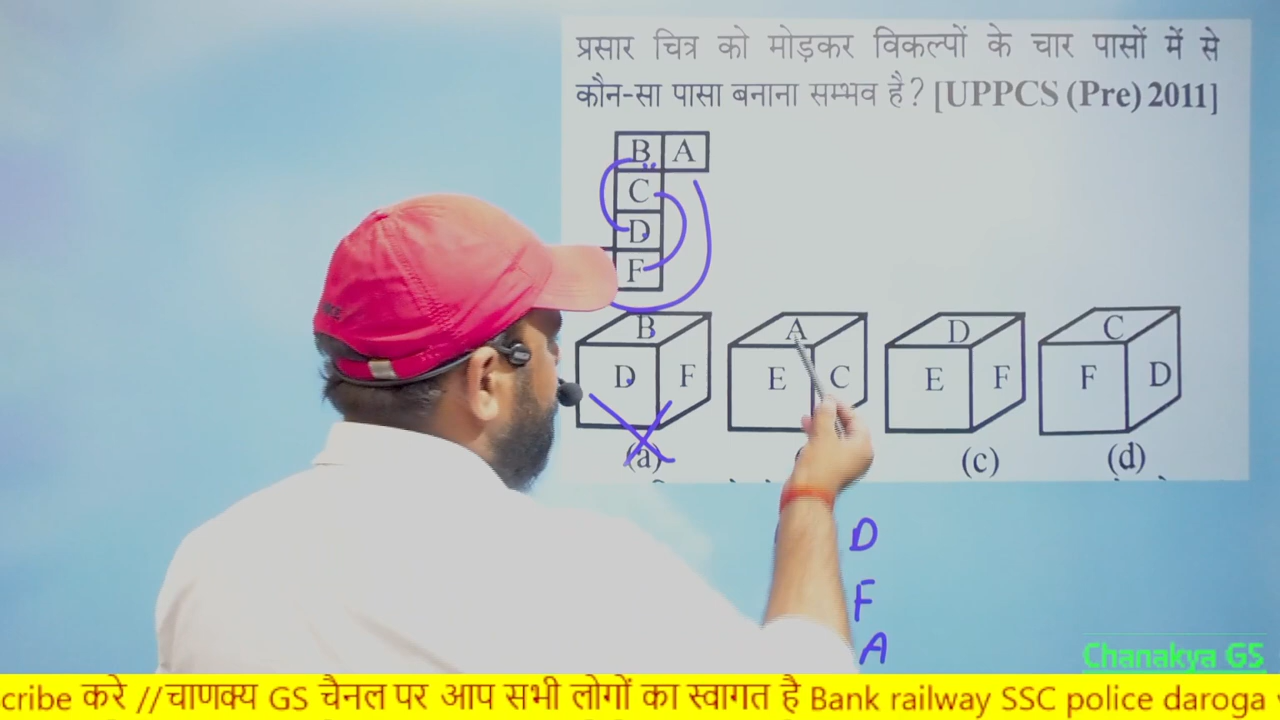 प्रसार चित्र को मोड़कर विकल्पों के चार पासों में से
कौन-सा पासा बनाना सम्भव है? [UPPCS (Pre) 2011]
B A
C
D
F
B
D F
A
E C
D
E F
C
F D
(a)
(c)
(d)
D
F
A
Chanakya GS
cribe करे //चाणक्य GS चैनल पर आप सभी लोगों का स्वागत है Bank railway SSC police daroga